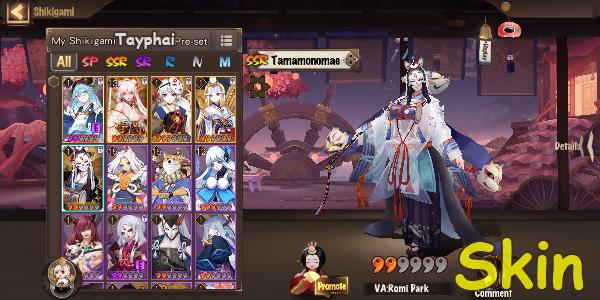 Shikigami
My Shikigami Tayphai Pre-set
All SP SSR SR R N M
SSR Tamamonomae
Display
Details
Promote
999999
VA:Romi Park
Comment
Skin